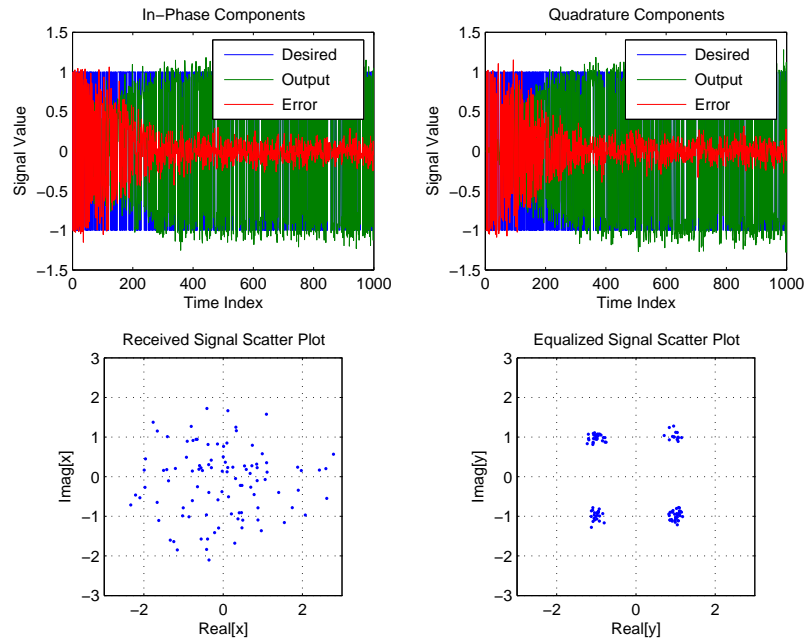 In−Phase Components
1.5
1
0.5
0
−0.5
−1
−1.5
Signal Value
0 200 400 600 800 1000
Time Index
Desired
Output
Error
Quadrature Components
1.5
1
0.5
0
−0.5
−1
−1.5
Signal Value
0 200 400 600 800 1000
Time Index
Desired
Output
Error
Received Signal Scatter Plot
3
2
1
0
−1
−2
−3
Imag[x]
−2 0 2
Real[x]
Equalized Signal Scatter Plot
3
2
1
0
−1
−2
−3
Imag[y]
−2 0 2
Real[y]